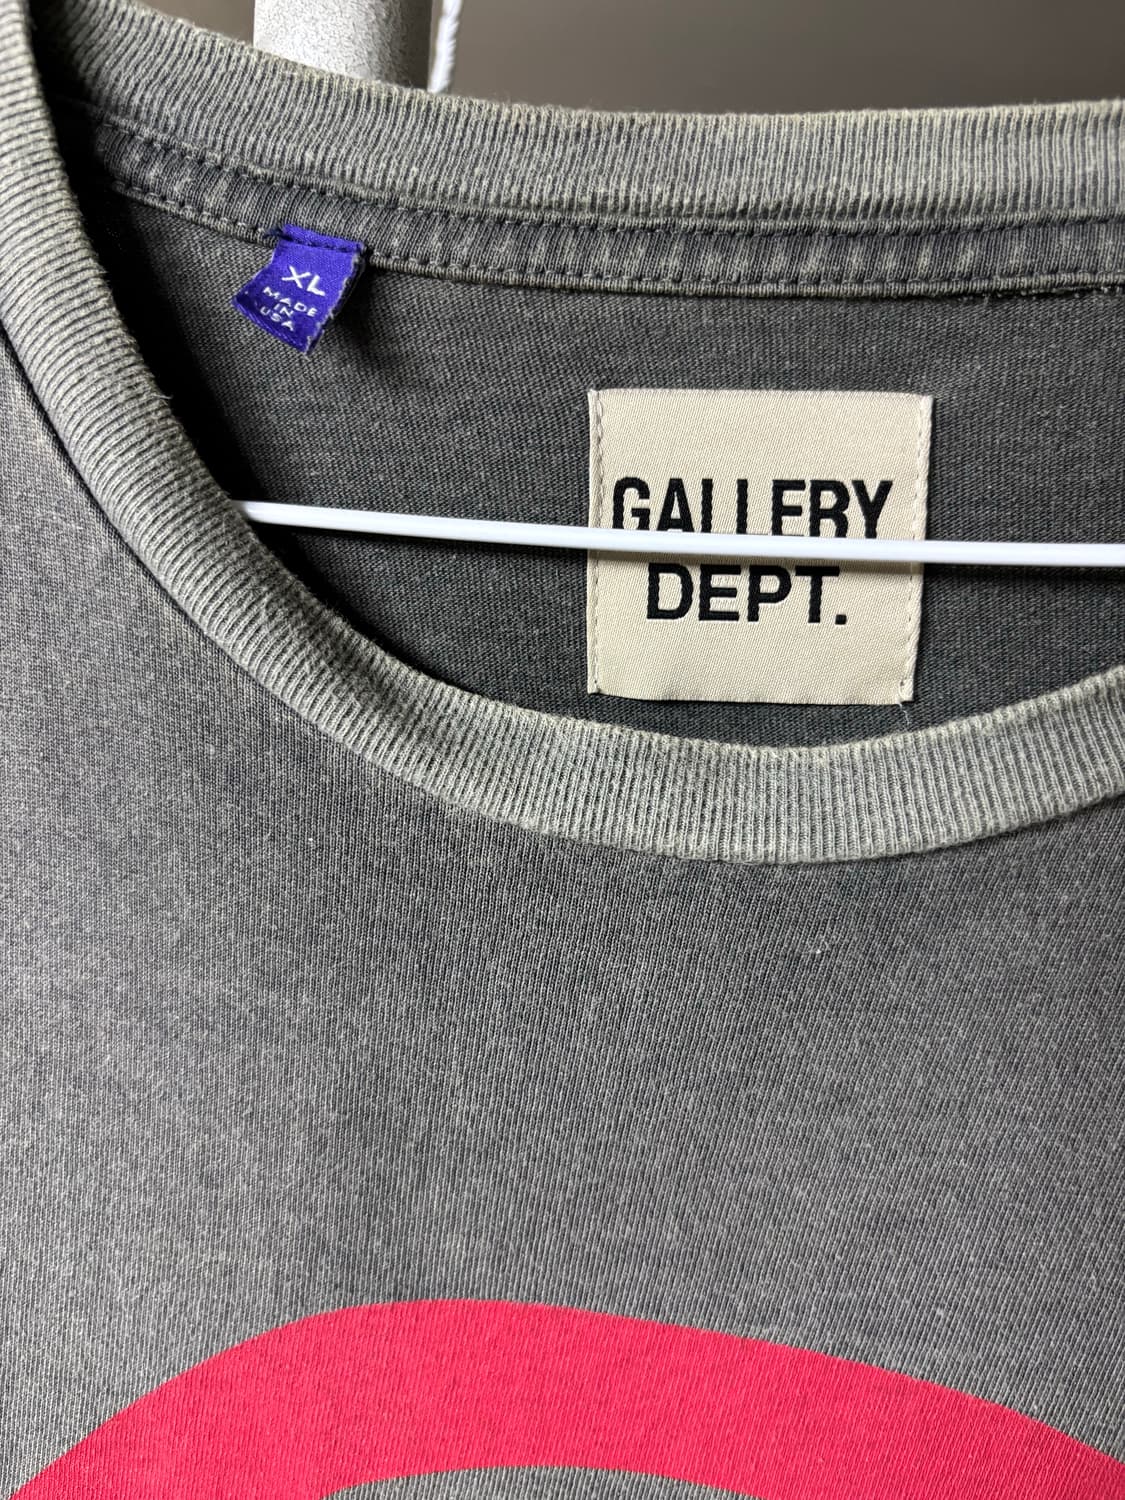 XL
MADE
IN
USA
GALLERY
DEPT.